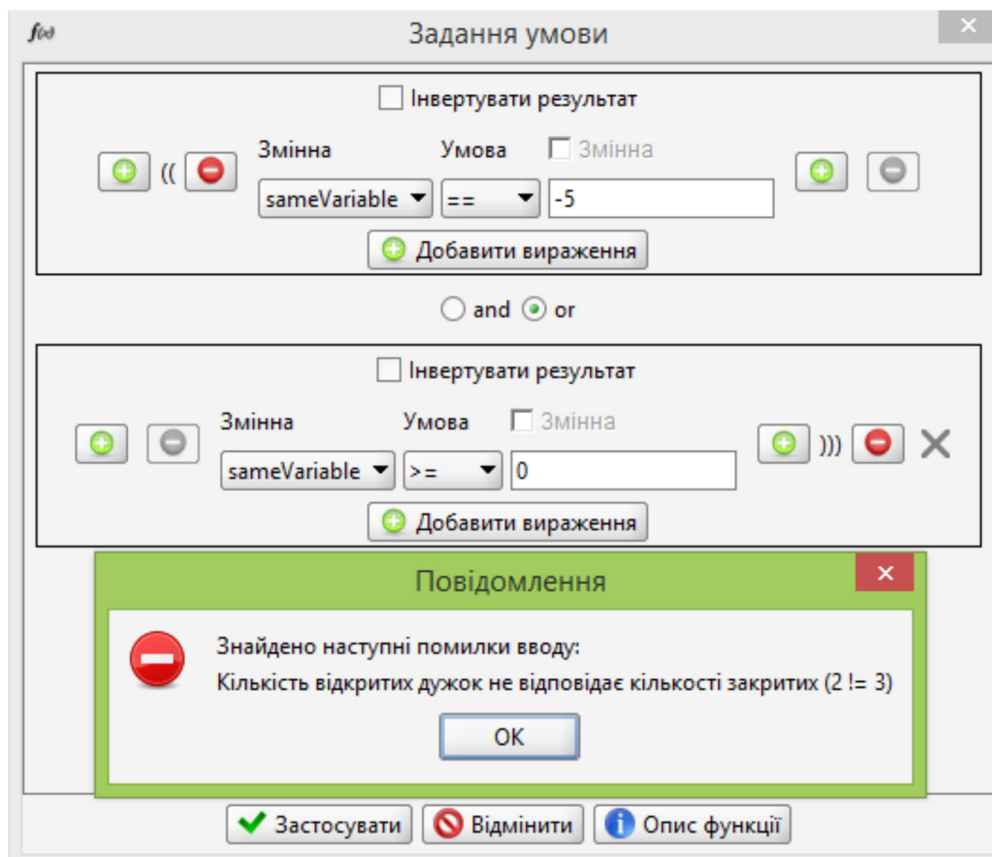 f(x) Задання умови
Інвертувати результат
Змінна Умова Змінна
((
sameVariable == -5
Добавити вираження
and or
Інвертувати результат
Змінна Умова Змінна
)))
sameVariable >= 0
Добавити вираження
Повідомлення
Знайдено наступні помилки вводу:
Кількість відкритих дужок не відповідає кількості закритих (2 != 3)
OK
Застосувати Відмінити Опис функції